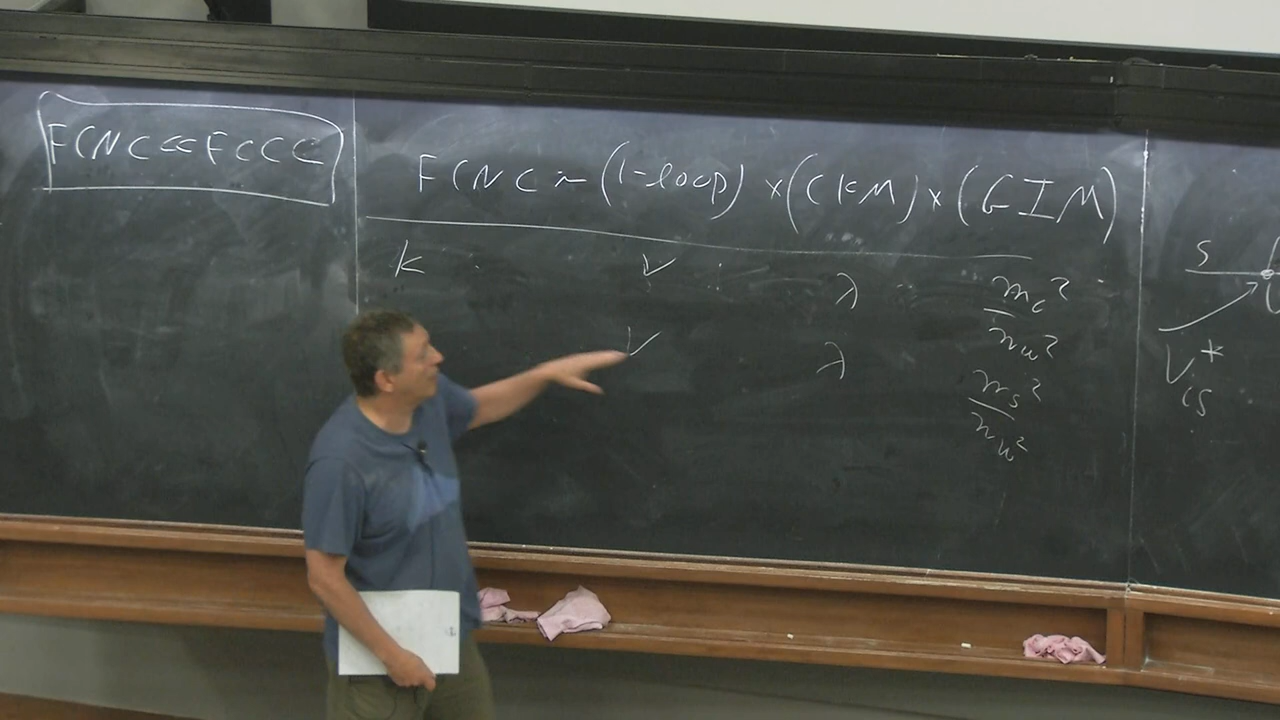 FCNC << FCCC
FCNC ~ (1-loop) × (CKM) × (GIM)
K ✓ λ m_c²/m_W²
✓ λ m_s²/m_W²
s
V*_cs